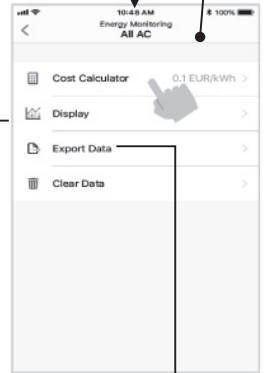 10:48 AM
100%
Energy Monitoring
All AC
Cost Calculator 0.1 EUR/kWh
Display
Export Data
Clear Data